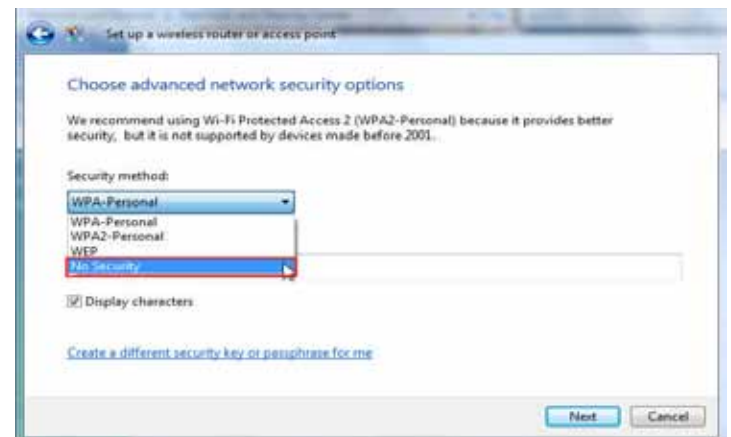 Set up a wireless router or access point
Choose advanced network security options
We recommend using Wi-Fi Protected Access 2 (WPA2-Personal) because it provides better
security, but it is not supported by devices made before 2001.
Security method:
WPA-Personal
WPA-Personal
WPA2-Personal
WEP
No Security
Display characters
Create a different security key or passphrase for me
Next
Cancel